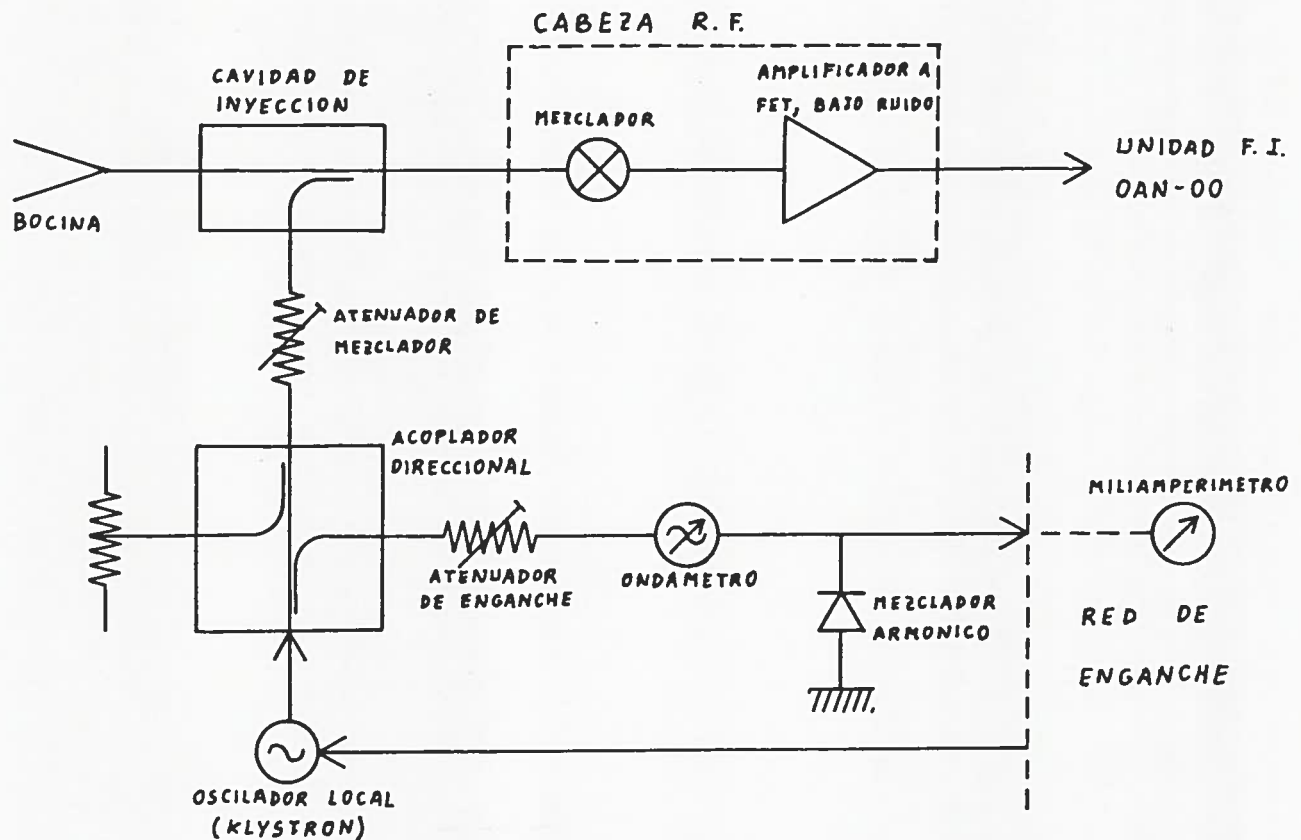 CABEZA R.F.
CAVIDAD DE
INYECCION
MEZCLADOR
AMPLIFICADOR A
FET, BAJO RUIDO
UNIDAD F.I.
OAN-00
BOCINA
ATENUADOR DE
MEZCLADOR
ACOPLADOR
DIRECCIONAL
MILIAMPERIMETRO
ATENUADOR
DE ENGANCHE
ONDAMETRO
MEZCLADOR
ARMONICO
RED DE
ENGANCHE
OSCILADOR LOCAL
(KLYSTRON)